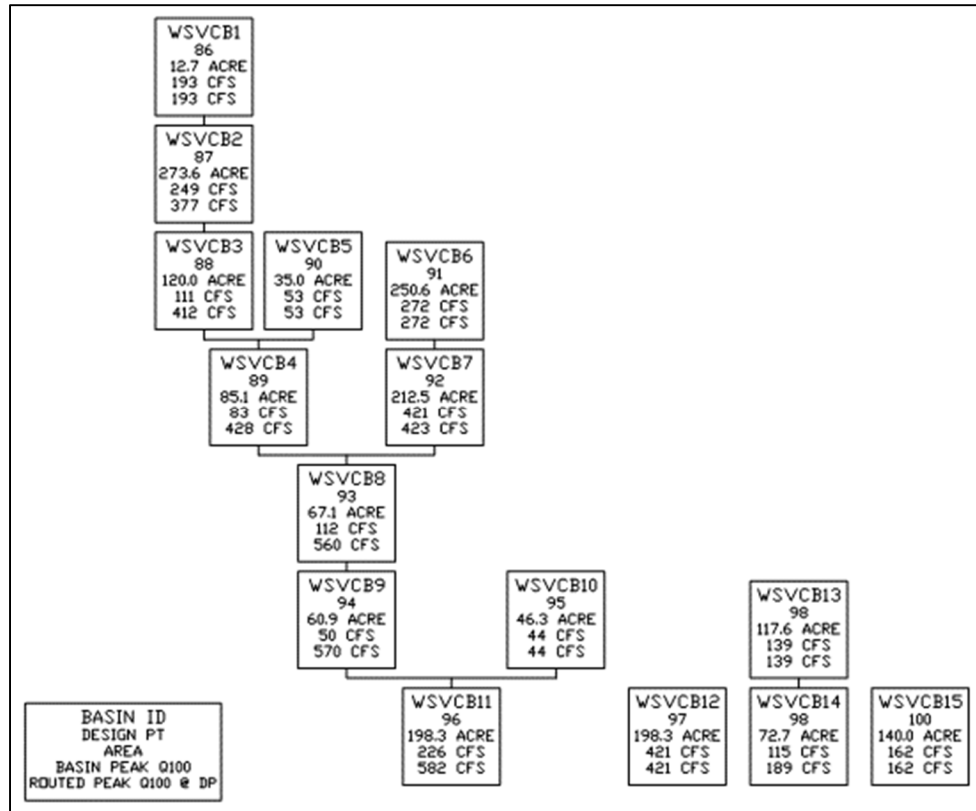 WSVCB1
86
12.7 ACRE
193 CFS
193 CFS
WSVCB2
87
273.6 ACRE
249 CFS
377 CFS
WSVCB3
88
120.0 ACRE
111 CFS
412 CFS
WSVCB5
90
35.0 ACRE
53 CFS
53 CFS
WSVCB6
91
250.6 ACRE
272 CFS
272 CFS
WSVCB4
89
85.1 ACRE
83 CFS
428 CFS
WSVCB7
92
212.5 ACRE
421 CFS
423 CFS
WSVCB8
93
67.1 ACRE
112 CFS
560 CFS
WSVCB9
94
60.9 ACRE
50 CFS
570 CFS
WSVCB10
95
46.3 ACRE
44 CFS
44 CFS
WSVCB13
98
117.6 ACRE
139 CFS
139 CFS
WSVCB11
96
198.3 ACRE
226 CFS
582 CFS
WSVCB12
97
198.3 ACRE
421 CFS
421 CFS
WSVCB14
98
72.7 ACRE
115 CFS
189 CFS
WSVCB15
100
140.0 ACRE
162 CFS
162 CFS
BASIN ID
DESIGN PT
AREA
BASIN PEAK Q100
ROUTED PEAK Q100 @ DP